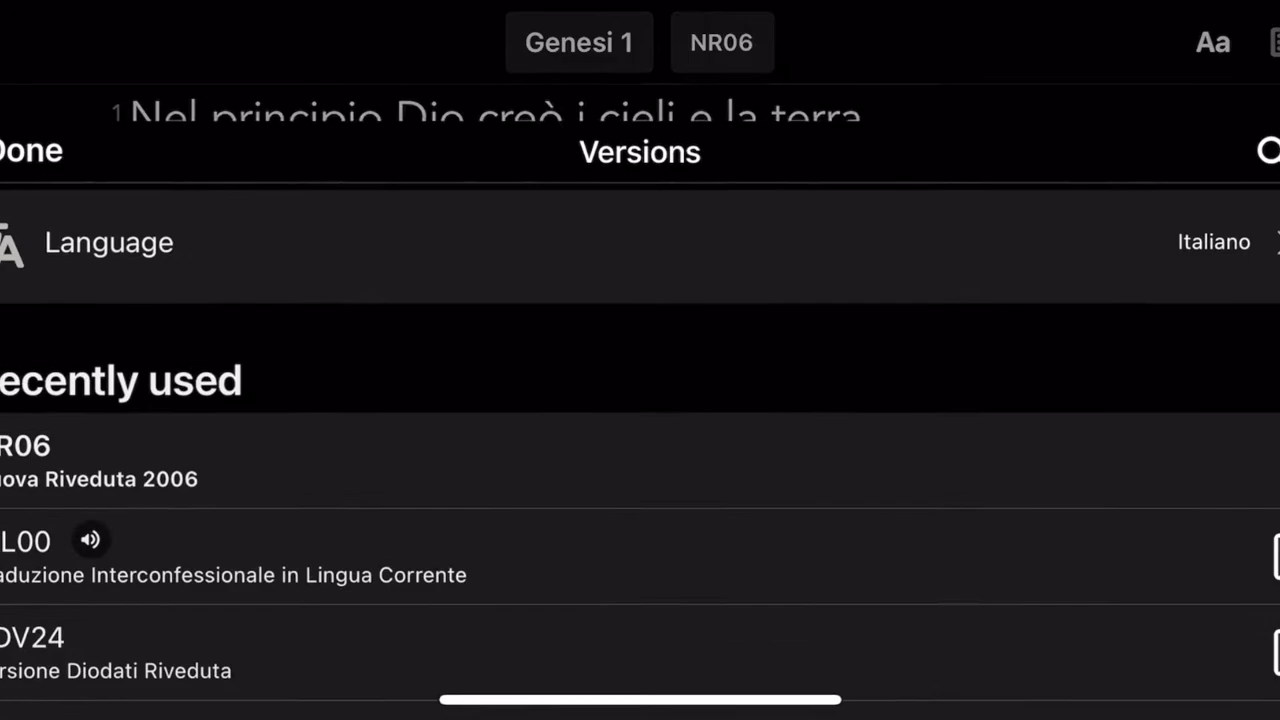 Genesi 1 NR06 Aa
1 Nel principio Dio creò i cieli e la terra
Done Versions
Language Italiano
ecently used
R06
uova Riveduta 2006
L00
aduzione Interconfessionale in Lingua Corrente
DV24
rsione Diodati Riveduta